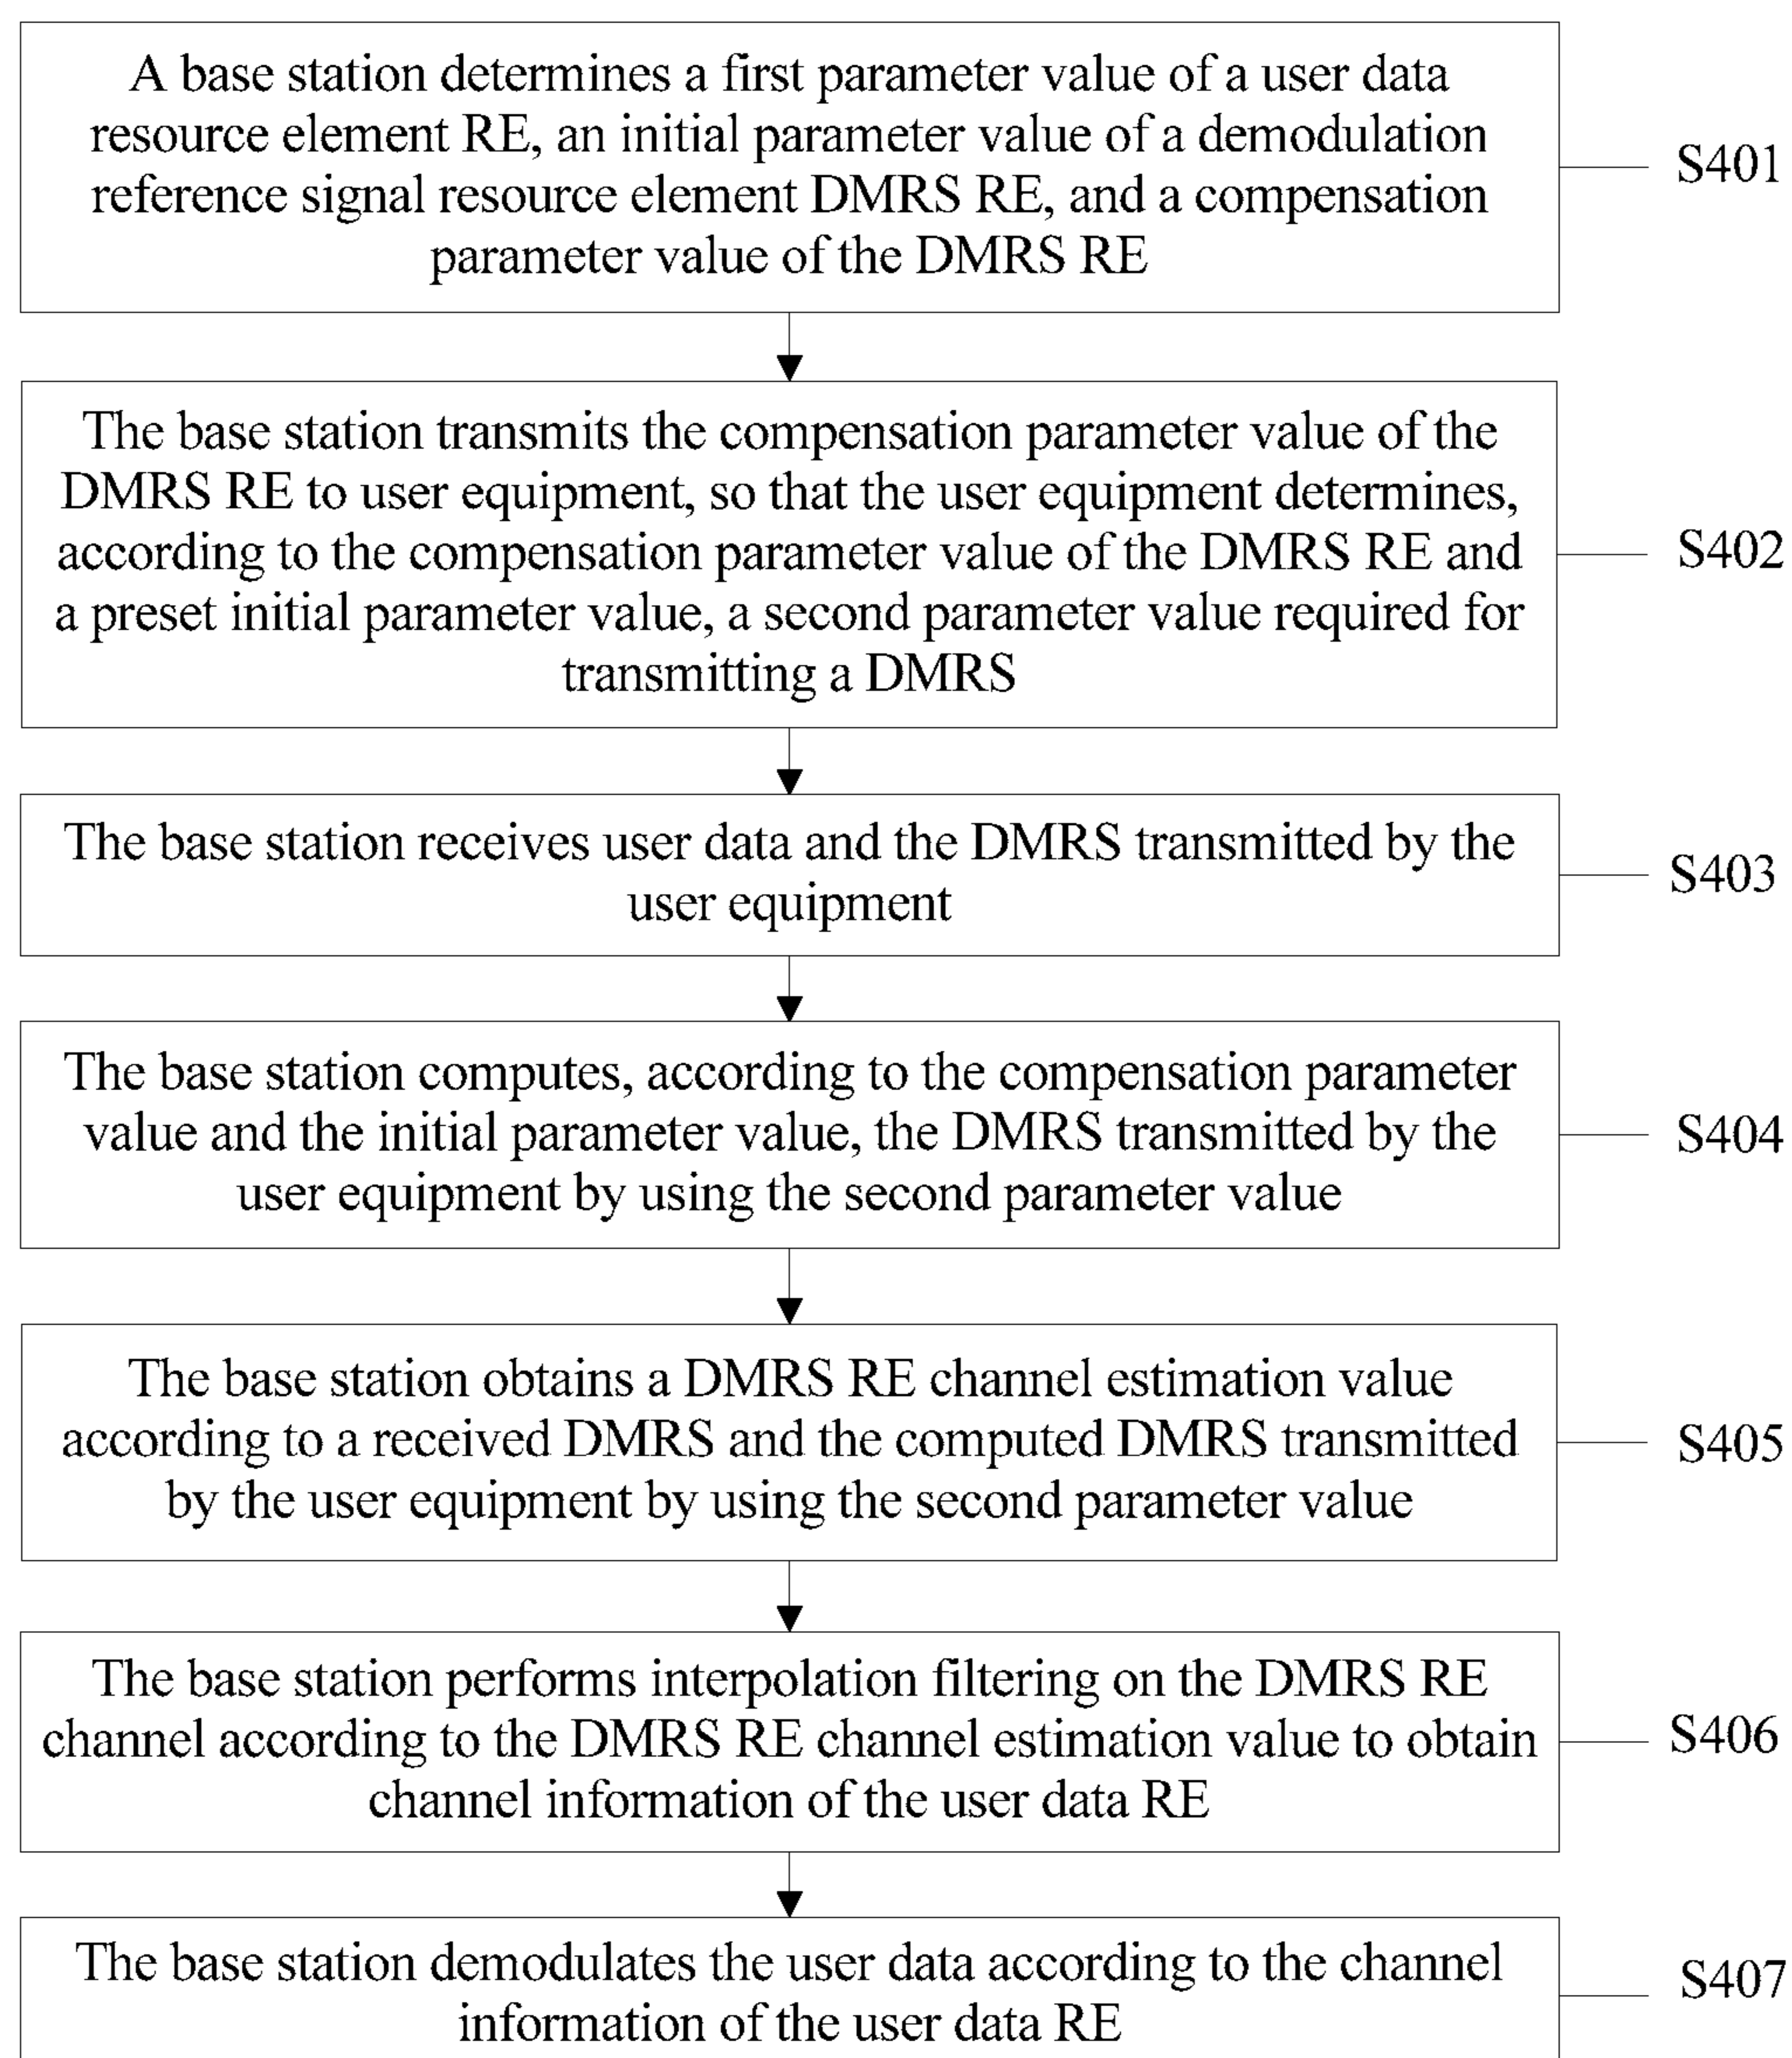 A base station determines a first parameter value of a user data
resource element RE, an initial parameter value of a demodulation
reference signal resource element DMRS RE, and a compensation
parameter value of the DMRS RE
S401
The base station transmits the compensation parameter value of the
DMRS RE to user equipment, so that the user equipment determines,
according to the compensation parameter value of the DMRS RE and
a preset initial parameter value, a second parameter value required for
transmitting a DMRS
S402
The base station receives user data and the DMRS transmitted by the
user equipment
S403
The base station computes, according to the compensation parameter
value and the initial parameter value, the DMRS transmitted by the
user equipment by using the second parameter value
S404
The base station obtains a DMRS RE channel estimation value
according to a received DMRS and the computed DMRS transmitted
by the user equipment by using the second parameter value
S405
The base station performs interpolation filtering on the DMRS RE
channel according to the DMRS RE channel estimation value to obtain
channel information of the user data RE
S406
The base station demodulates the user data according to the channel
information of the user data RE
S407